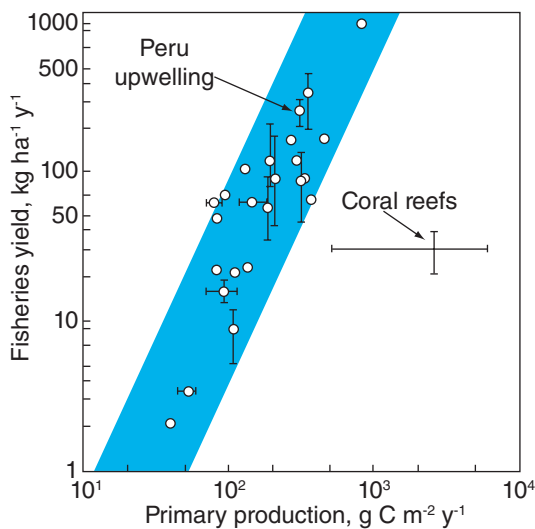 1000
500
100
50
10
1
Fisheries yield, kg ha⁻¹ y⁻¹
Peru
upwelling
Coral reefs
10¹
10²
10³
10⁴
Primary production, g C m⁻² y⁻¹